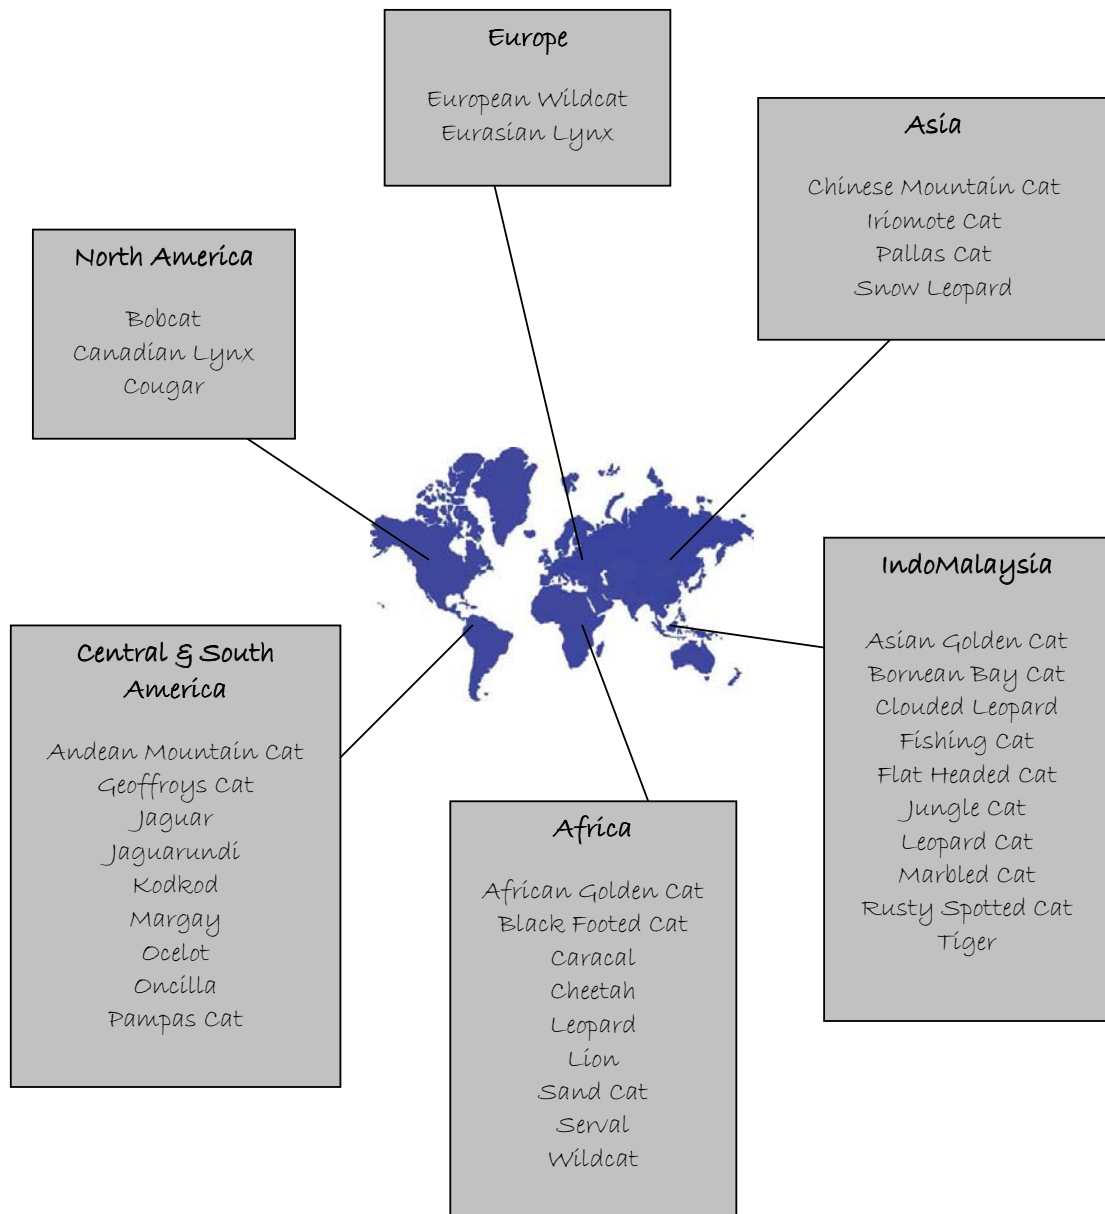 Europe
European Wildcat
Eurasian Lynx
Asia
Chinese Mountain Cat
Iriomote Cat
Pallas Cat
Snow Leopard
North America
Bobcat
Canadian Lynx
Cougar
IndoMalaysia
Asian Golden Cat
Bornean Bay Cat
Clouded Leopard
Fishing Cat
Flat Headed Cat
Jungle Cat
Leopard Cat
Marbled Cat
Rusty Spotted Cat
Tiger
Central & South
America
Andean Mountain Cat
Geoffroys Cat
Jaguar
Jaguarundi
Kodkod
Margay
Ocelot
Oncilla
Pampas Cat
Africa
African Golden Cat
Black Footed Cat
Caracal
Cheetah
Leopard
Lion
Sand Cat
Serval
Wildcat